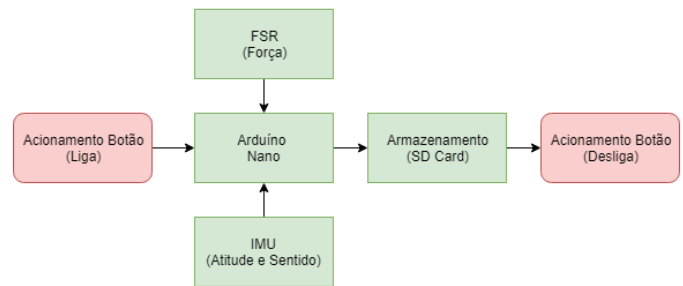 FSR
(Força)
Acionamento Botão
(Liga)
Arduíno
Nano
Armazenamento
(SD Card)
Acionamento Botão
(Desliga)
IMU
(Atitude e Sentido)